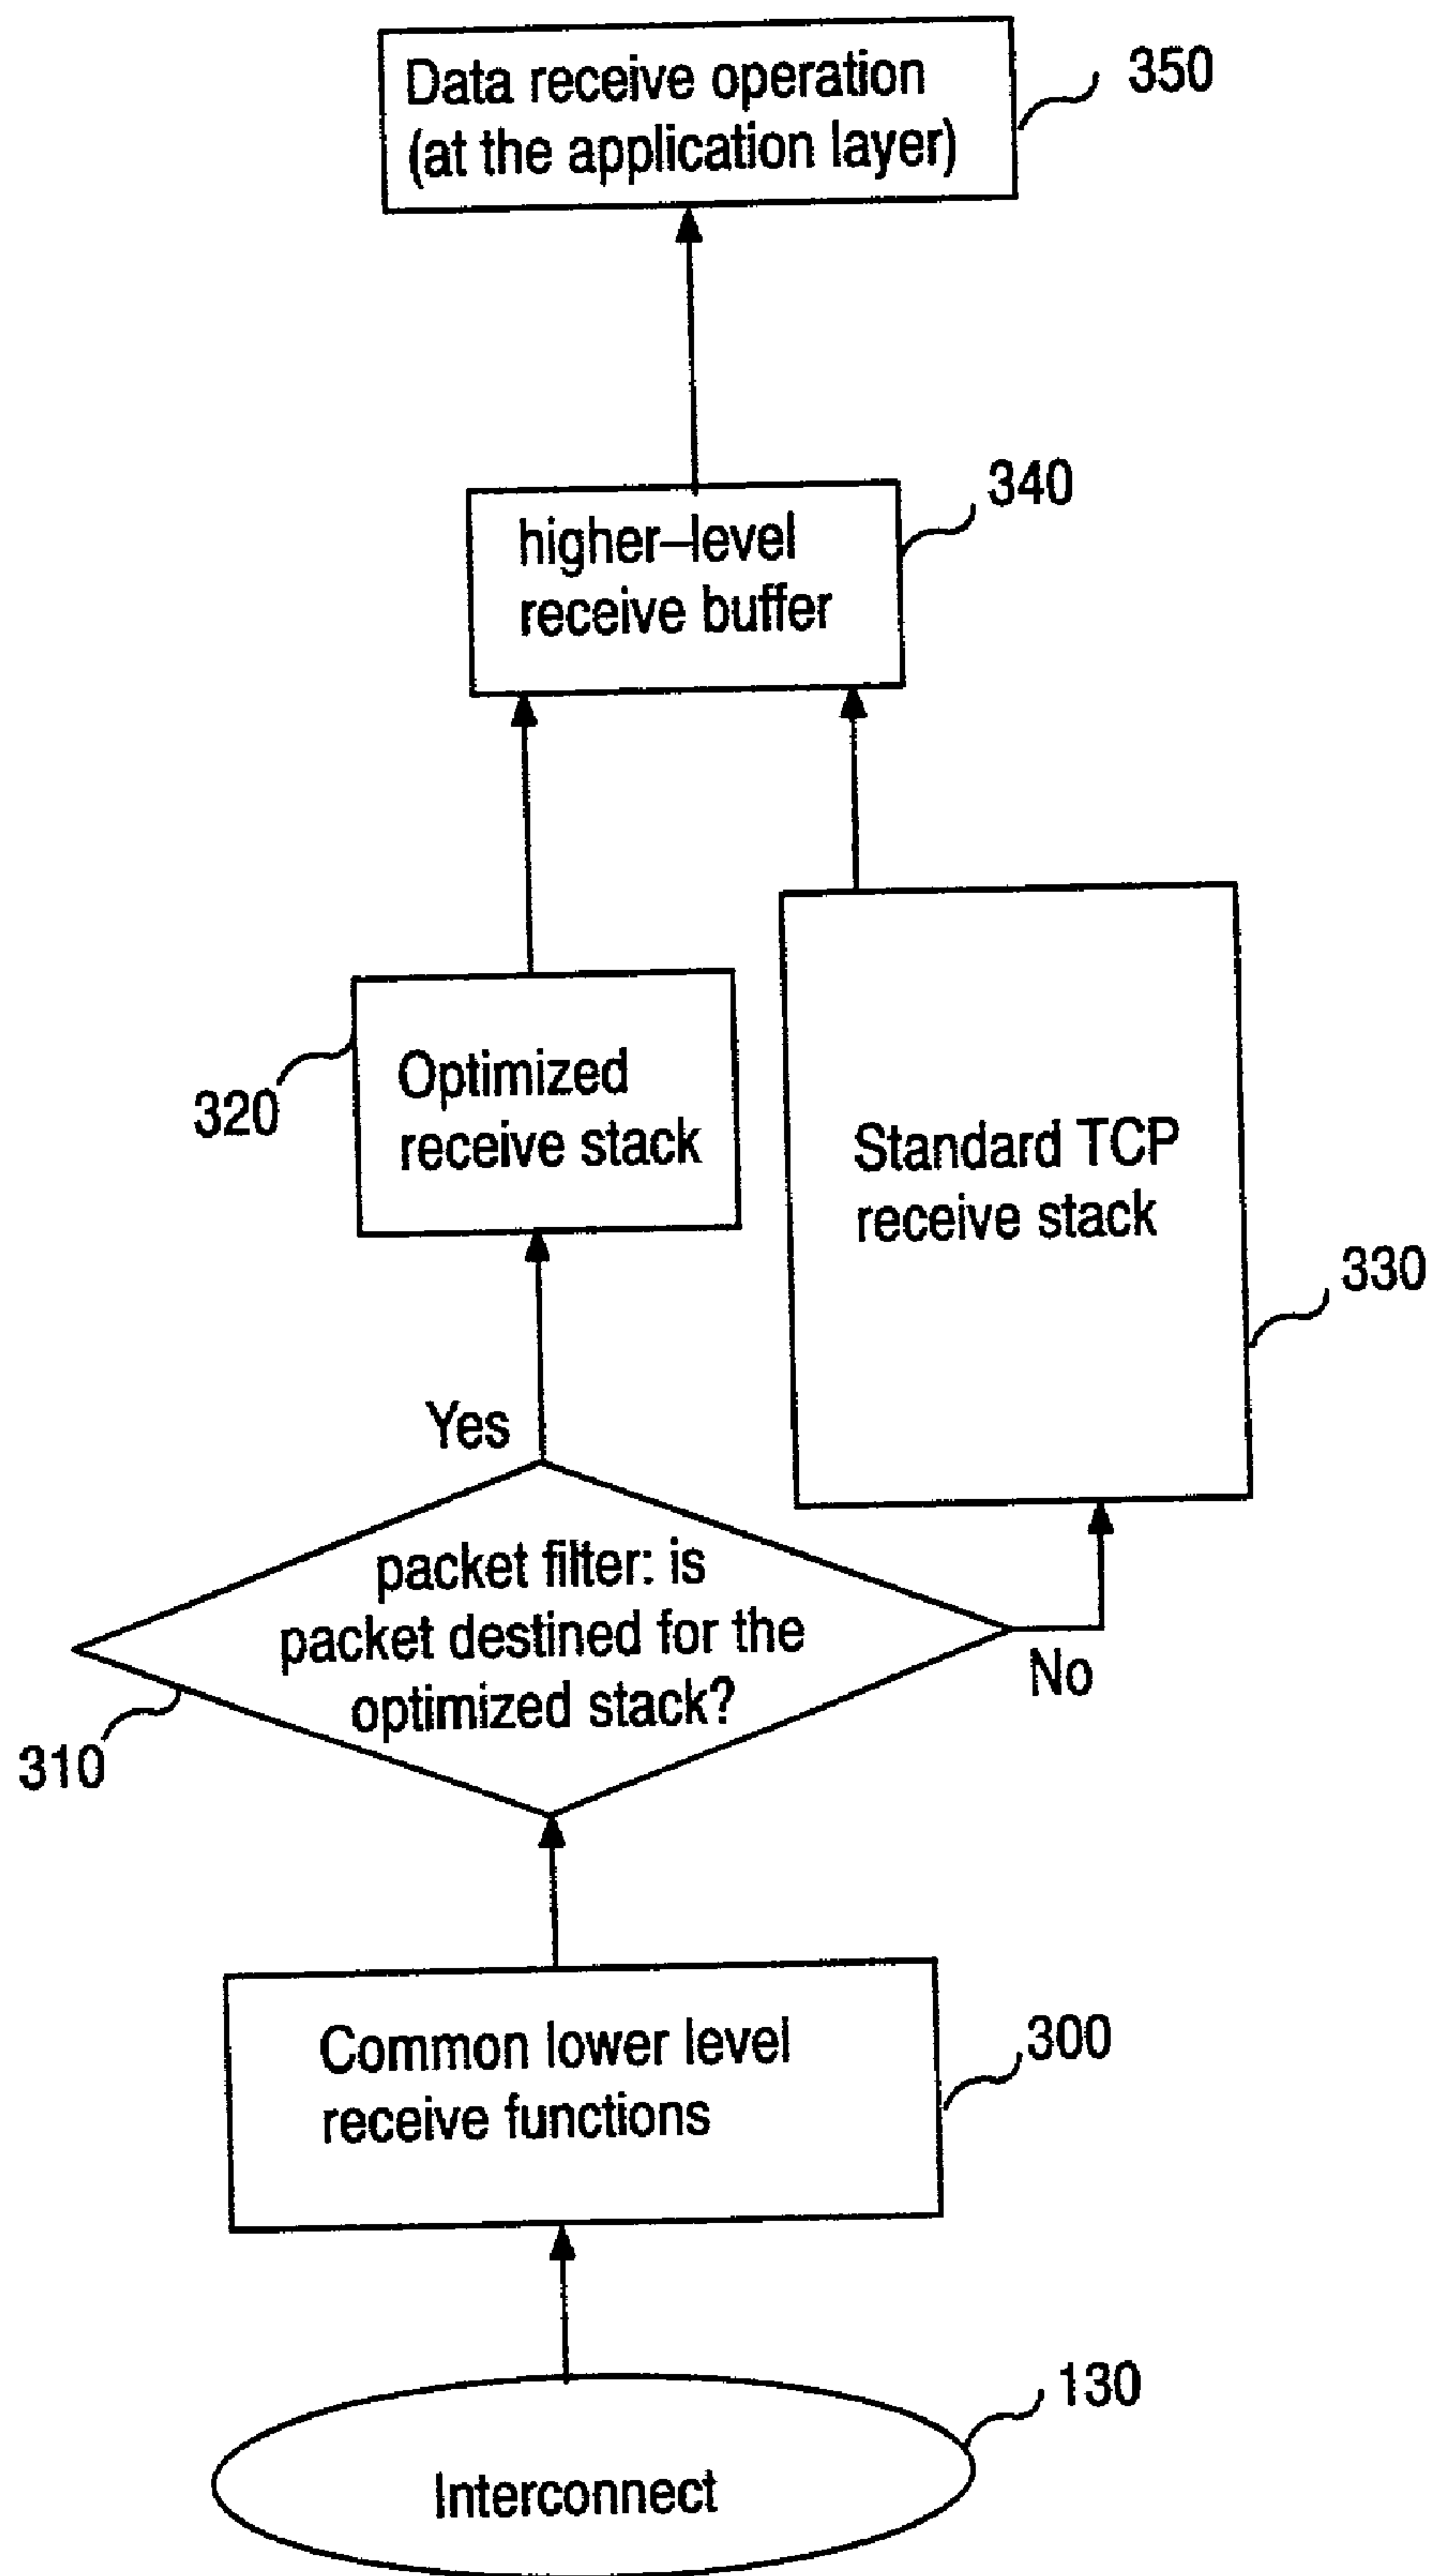 Data receive operation
(at the application layer)
350
higher–level
receive buffer
340
Optimized
receive stack
320
Standard TCP
receive stack
330
Yes
packet filter: is
packet destined for the
optimized stack?
No
310
Common lower level
receive functions
300
Interconnect
130